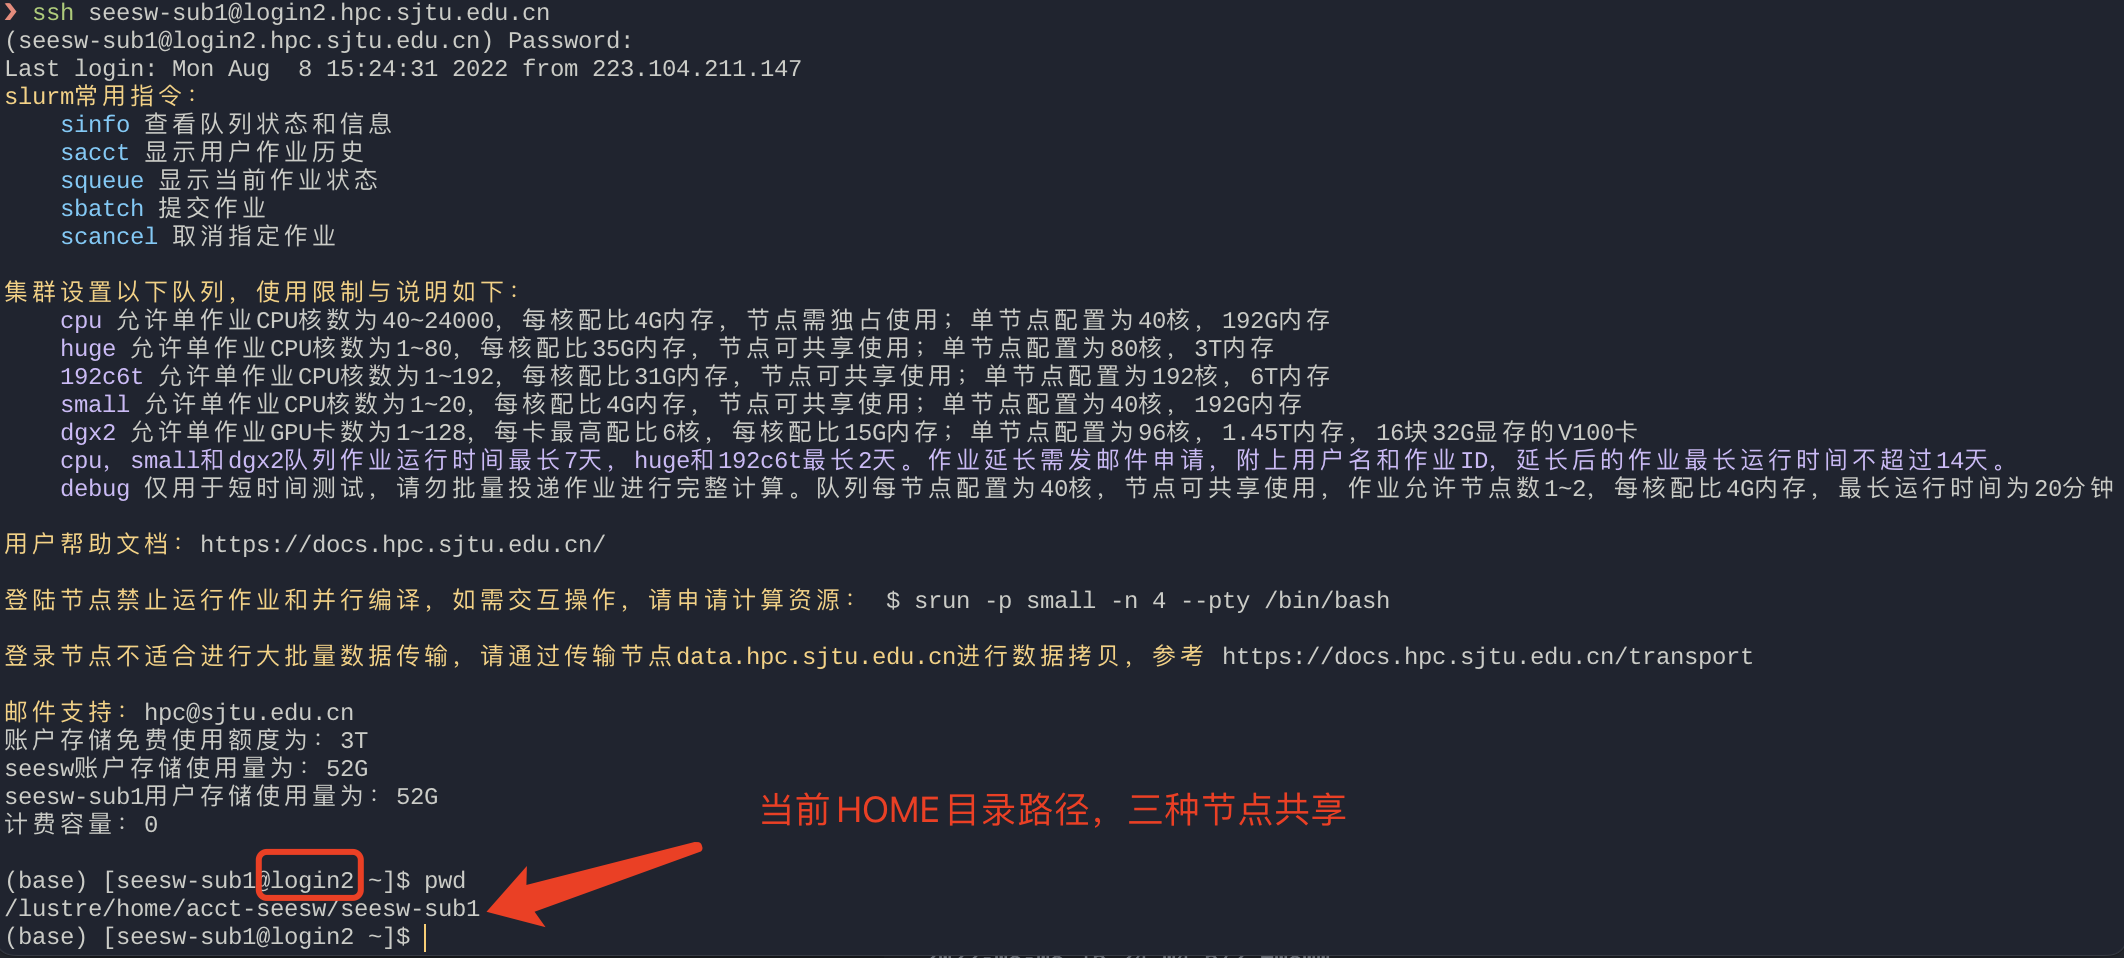 ❯ ssh seesw-sub1@login2.hpc.sjtu.edu.cn
(seesw-sub1@login2.hpc.sjtu.edu.cn) Password:
Last login: Mon Aug  8 15:24:31 2022 from 223.104.211.147
slurm常用指令：
sinfo 查看队列状态和信息
sacct 显示用户作业历史
squeue 显示当前作业状态
sbatch 提交作业
scancel 取消指定作业
集群设置以下队列，使用限制与说明如下：
cpu 允许单作业CPU核数为40~24000，每核配比4G内存，节点需独占使用；单节点配置为40核，192G内存
huge 允许单作业CPU核数为1~80，每核配比35G内存，节点可共享使用；单节点配置为80核，3T内存
192c6t 允许单作业CPU核数为1~192，每核配比31G内存，节点可共享使用；单节点配置为192核，6T内存
small 允许单作业CPU核数为1~20，每核配比4G内存，节点可共享使用；单节点配置为40核，192G内存
dgx2 允许单作业GPU卡数为1~128，每卡最高配比6核，每核配比15G内存；单节点配置为96核，1.45T内存，16块32G显存的V100卡
cpu，small和dgx2队列作业运行时间最长7天，huge和192c6t最长2天。作业延长需发邮件申请，附上用户名和作业ID，延长后的作业最长运行时间不超过14天。
debug 仅用于短时间测试，请勿批量投递作业进行完整计算。队列每节点配置为40核，节点可共享使用，作业允许节点数1~2，每核配比4G内存，最长运行时间为20分钟
用户帮助文档：https://docs.hpc.sjtu.edu.cn/
登陆节点禁止运行作业和并行编译，如需交互操作，请申请计算资源： $ srun -p small -n 4 --pty /bin/bash
登录节点不适合进行大批量数据传输，请通过传输节点data.hpc.sjtu.edu.cn进行数据拷贝，参考 https://docs.hpc.sjtu.edu.cn/transport
邮件支持：hpc@sjtu.edu.cn
账户存储免费使用额度为：3T
seesw账户存储使用量为：52G
seesw-sub1用户存储使用量为：52G
计费容量：0
当前 HOME 目录路径，三种节点共享
(base) [seesw-sub1@login2 ~]$ pwd
/lustre/home/acct-seesw/seesw-sub1
(base) [seesw-sub1@login2 ~]$